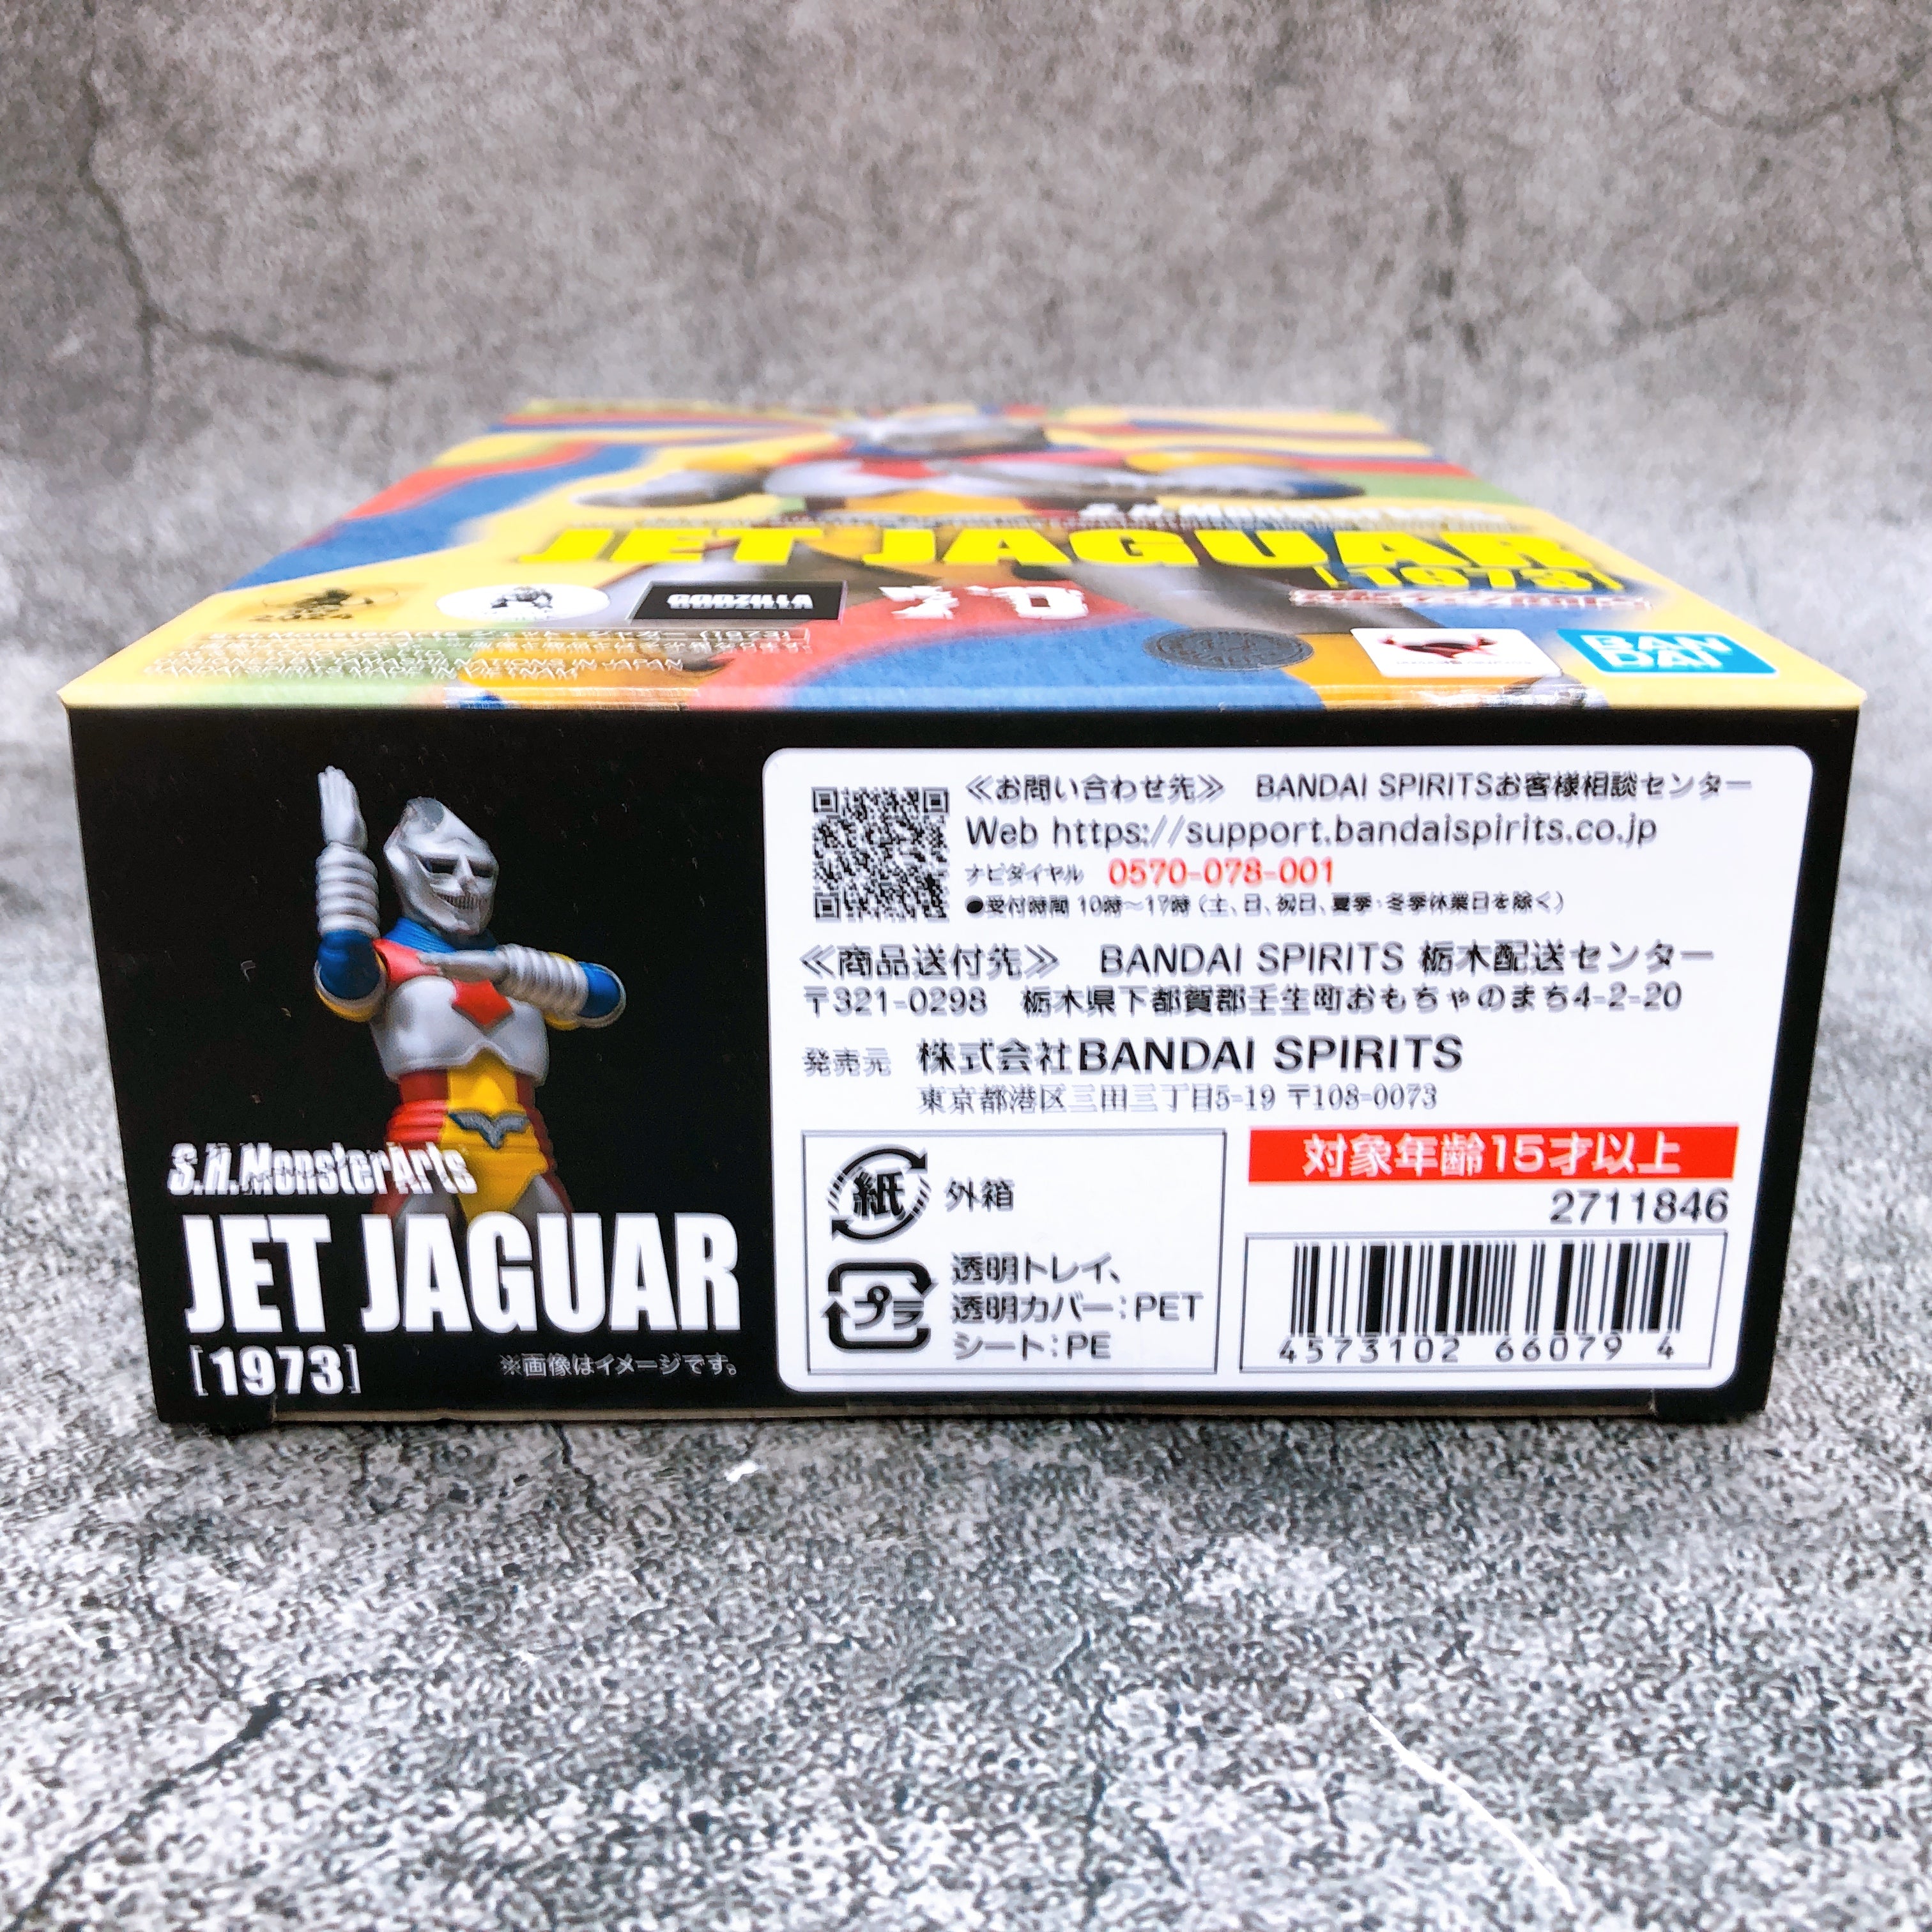 S.H.MonsterArts
JET JAGUAR
[1973]
GODZILLA
ゴジラ
BAN
DAI
S.H.MonsterArts
JET JAGUAR
[1973]
※画像はイメージです。
≪お問い合わせ先≫ BANDAI SPIRITSお客様相談センター
Web https://support.bandaispirits.co.jp
ナビダイヤル 0570-078-001
●受付時間 10時～17時(土、日、祝日、夏季・冬季休業日を除く)
≪商品送付先≫ BANDAI SPIRITS 栃木配送センター
〒321-0298 栃木県下都賀郡壬生町おもちゃのまち4-2-20
発売元 株式会社BANDAI SPIRITS
東京都港区三田三丁目5-19 〒108-0073
紙 外箱
プラ
透明トレイ、
透明カバー:PET
シート:PE
対象年齢15才以上
2711846
4573102 66079 4